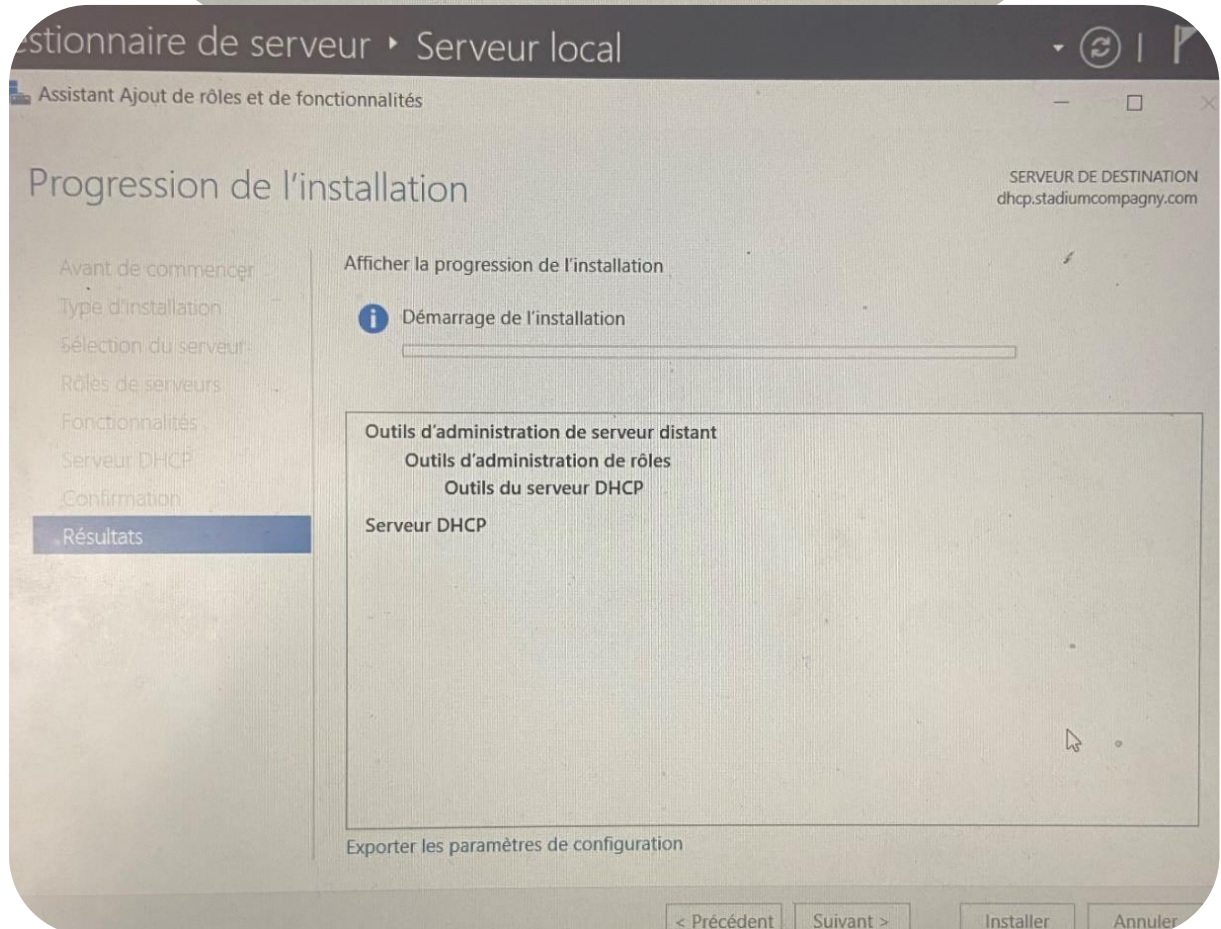 estionnaire de serveur ‣ Serveur local
Assistant Ajout de rôles et de fonctionnalités
Progression de l'installation
SERVEUR DE DESTINATION
dhcp.stadiumcompagny.com
Avant de commencer
Type d'installation
Sélection du serveur
Rôles de serveurs
Fonctionnalités
Serveur DHCP
Confirmation
Résultats
Afficher la progression de l'installation
Démarrage de l'installation
Outils d'administration de serveur distant
Outils d'administration de rôles
Outils du serveur DHCP
Serveur DHCP
Exporter les paramètres de configuration
< Précédent
Suivant >
Installer
Annuler